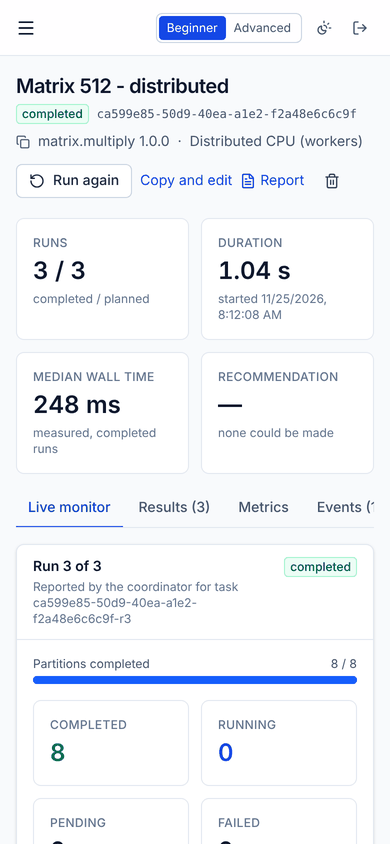 Beginner Advanced
Matrix 512 - distributed
completed ca599e85-50d9-40ea-a1e2-f2a48e6c6c9f
matrix.multiply 1.0.0 · Distributed CPU (workers)
Run again Copy and edit Report
RUNS
3 / 3
completed / planned
DURATION
1.04 s
started 11/25/2026,
8:12:08 AM
MEDIAN WALL TIME
248 ms
measured, completed
runs
RECOMMENDATION
—
none could be made
Live monitor Results (3) Metrics Events
Run 3 of 3 completed
Reported by the coordinator for task
ca599e85-50d9-40ea-a1e2-
f2a48e6c6c9f-r3
Partitions completed 8 / 8
COMPLETED
8
RUNNING
0
PENDING
FAILED